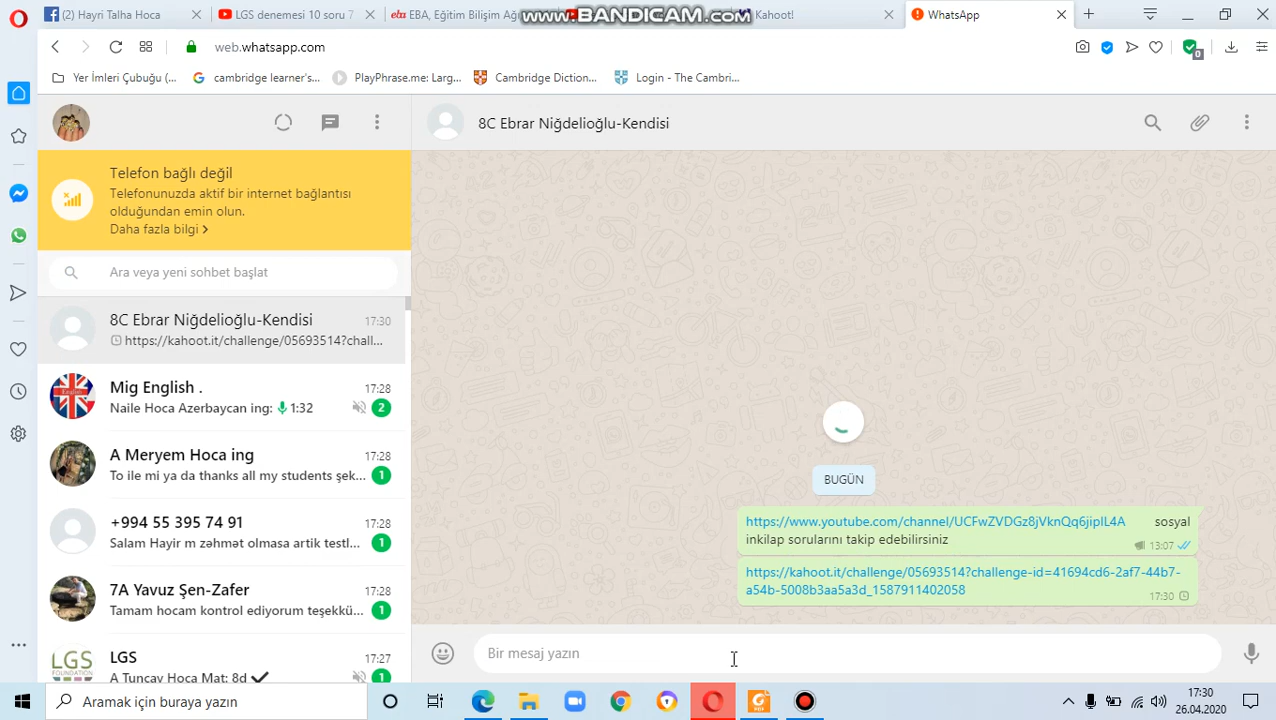 Hayri Talha Hoca
LGS denemesi 10 soru 7
EBA, Eğitim Bilişim Ağ
www.BANDICAM.com
Kahoot!
WhatsApp
web.whatsapp.com
0
Yer İmleri Çubuğu (...
cambridge learner's...
PlayPhrase.me: Larg...
Cambridge Diction...
Login - The Cambri...
Telefon bağlı değil
Telefonunuzda aktif bir internet bağlantısı
olduğundan emin olun.
Daha fazla bilgi
Ara veya yeni sohbet başlat
8C Ebrar Niğdelioğlu-Kendisi 17:30
https://kahoot.it/challenge/05693514?chall...
Mig English . 17:28
Naile Hoca Azerbaycan ing: 1:32 2
A Meryem Hoca ing 17:28
To ile mi ya da thanks all my students şek... 1
+994 55 395 74 91 17:28
Salam Hayir m zəhmət olmasa artik testl... 1
7A Yavuz Şen-Zafer 17:28
Tamam hocam kontrol ediyorum teşekkü... 1
LGS 17:27
A Tuncay Hoca Mat: 8d 1
LGS
FOUNDATION
8C Ebrar Niğdelioğlu-Kendisi
BUGÜN
https://www.youtube.com/channel/UCFwZVDGz8jVknQq6jipIL4A sosyal
inkilap sorularını takip edebilirsiniz
13:07
https://kahoot.it/challenge/05693514?challenge-id=41694cd6-2af7-44b7-
a54b-5008b3aa5a3d_1587911402058
17:30
Bir mesaj yazın
Aramak için buraya yazın
17:30
26.04.2020